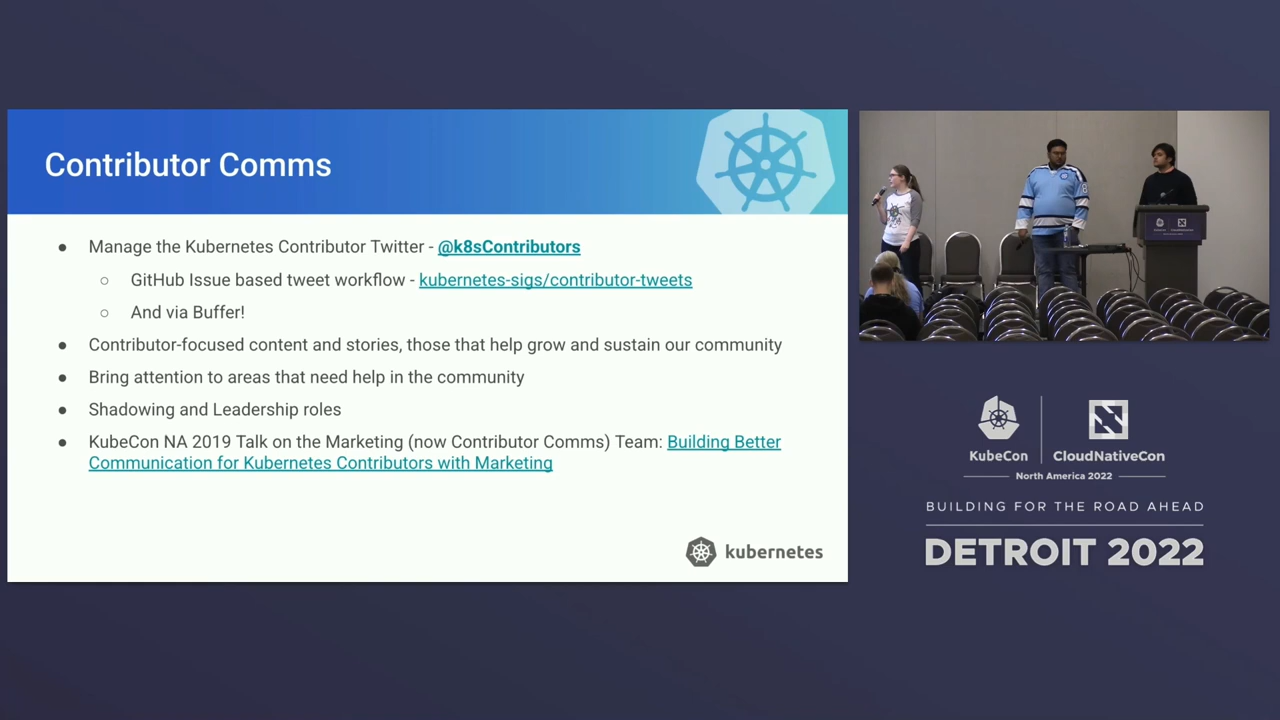 Contributor Comms
● Manage the Kubernetes Contributor Twitter - @k8sContributors
○ GitHub Issue based tweet workflow - kubernetes-sigs/contributor-tweets
○ And via Buffer!
● Contributor-focused content and stories, those that help grow and sustain our community
● Bring attention to areas that need help in the community
● Shadowing and Leadership roles
● KubeCon NA 2019 Talk on the Marketing (now Contributor Comms) Team: Building Better
Communication for Kubernetes Contributors with Marketing
kubernetes
KubeCon
CloudNativeCon
North America 2022
BUILDING FOR THE ROAD AHEAD
DETROIT 2022